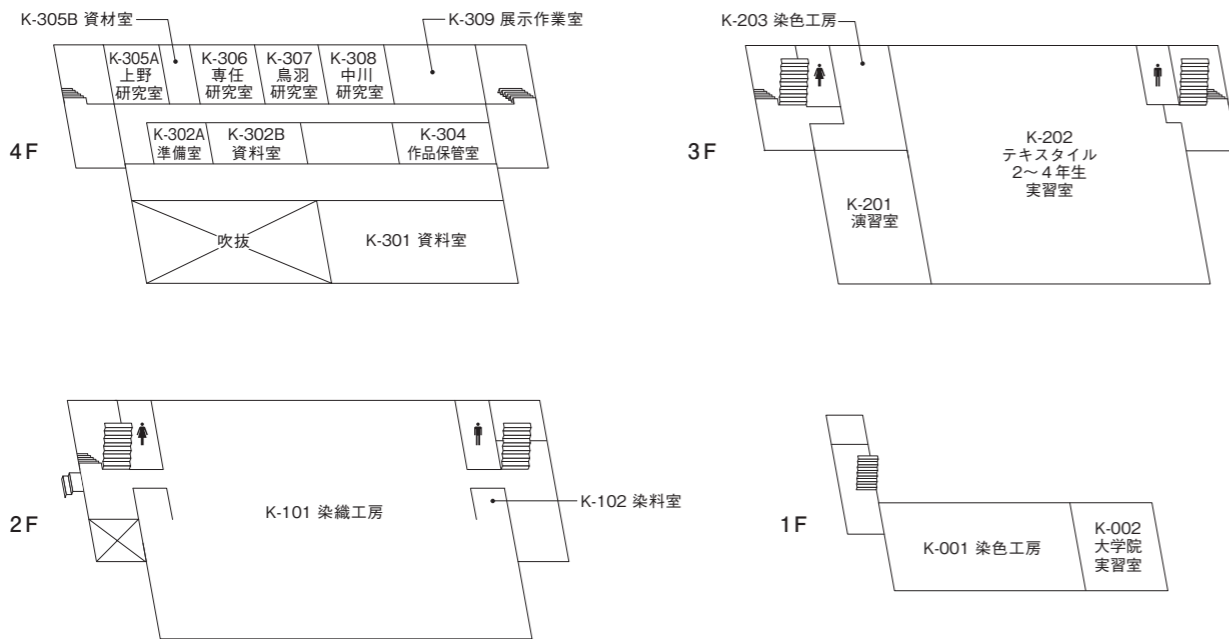 K-305B 資材室
K-309 展示作業室
K-305A
上野
研究室
K-306
専任
研究室
K-307
鳥羽
研究室
K-308
中川
研究室
4F
K-302A
準備室
K-302B
資料室
K-304
作品保管室
吹抜
K-301 資料室
K-203 染色工房
3F
K-202
テキスタイル
2〜4年生
実習室
K-201
演習室
2F
K-101 染織工房
K-102 染料室
1F
K-001 染色工房
K-002
大学院
実習室